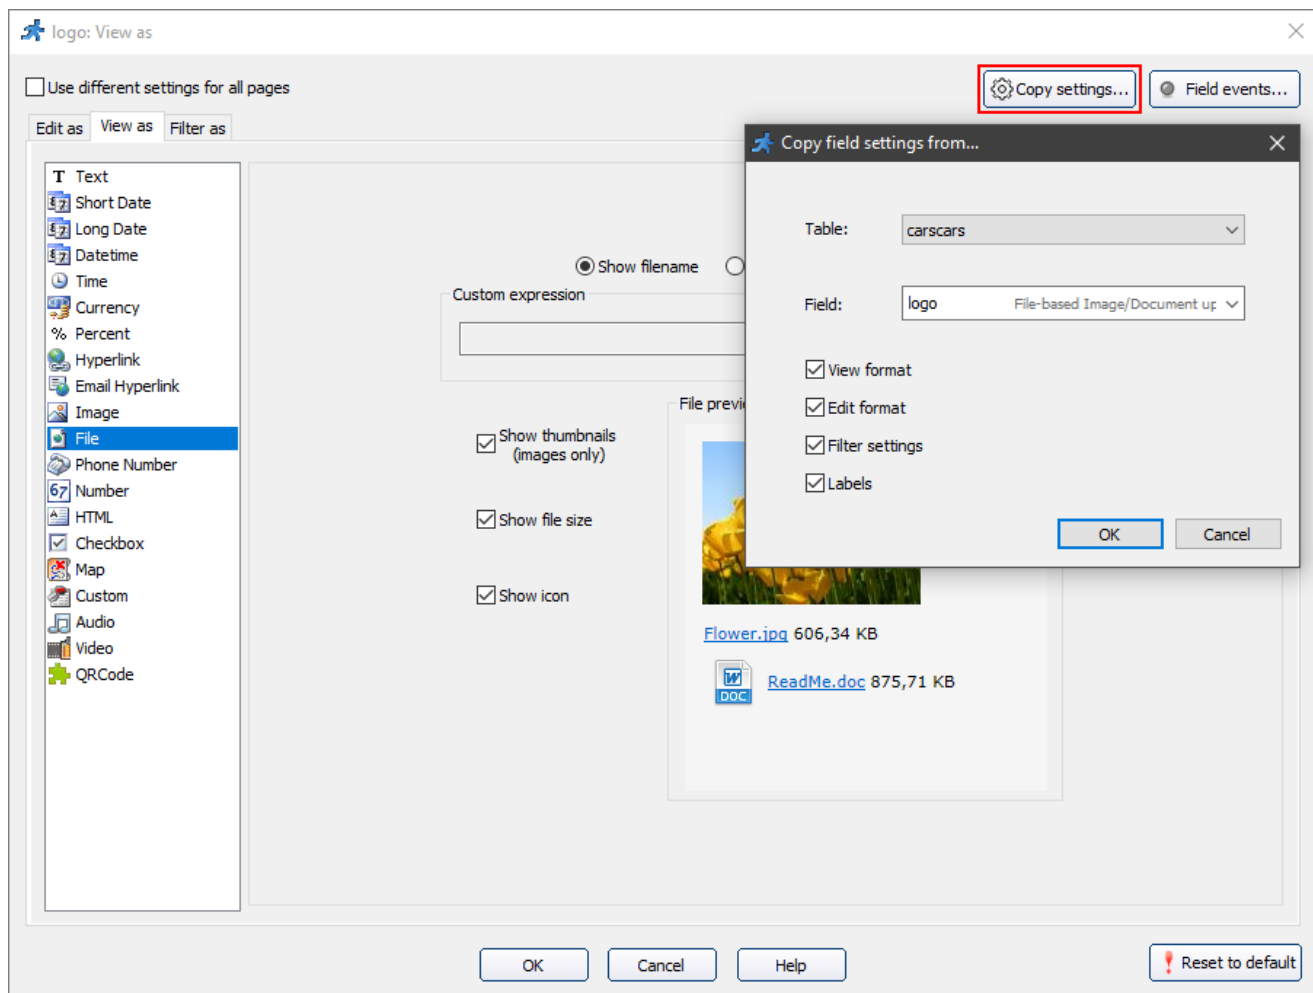 logo: View as
Use different settings for all pages
Copy settings...
Field events...
Edit as
View as
Filter as
Copy field settings from...
T Text
Short Date
Long Date
Datetime
Time
Currency
% Percent
Hyperlink
Email Hyperlink
Image
File
Phone Number
67 Number
HTML
Checkbox
Map
Custom
Audio
Video
QRCode
Show filename
Custom expression
Show thumbnails
(images only)
Show file size
Show icon
File previ
Flower.jpg 606,34 KB
DOC
ReadMe.doc 875,71 KB
Table:
carscars
Field:
logo File-based Image/Document up
View format
Edit format
Filter settings
Labels
OK
Cancel
OK
Cancel
Help
Reset to default